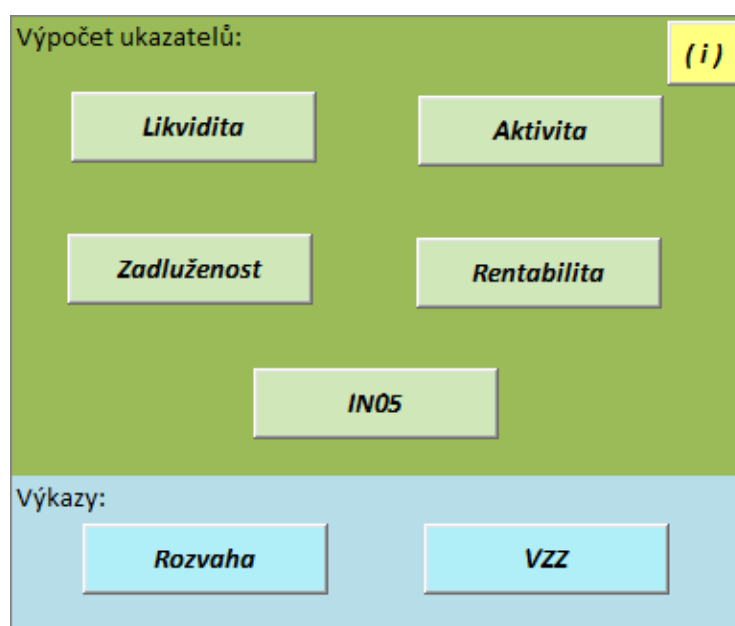 Výpočet ukazatelů:
(i)
Likvidita
Aktivita
Zadluženost
Rentabilita
IN05
Výkazy:
Rozvaha
VZZ